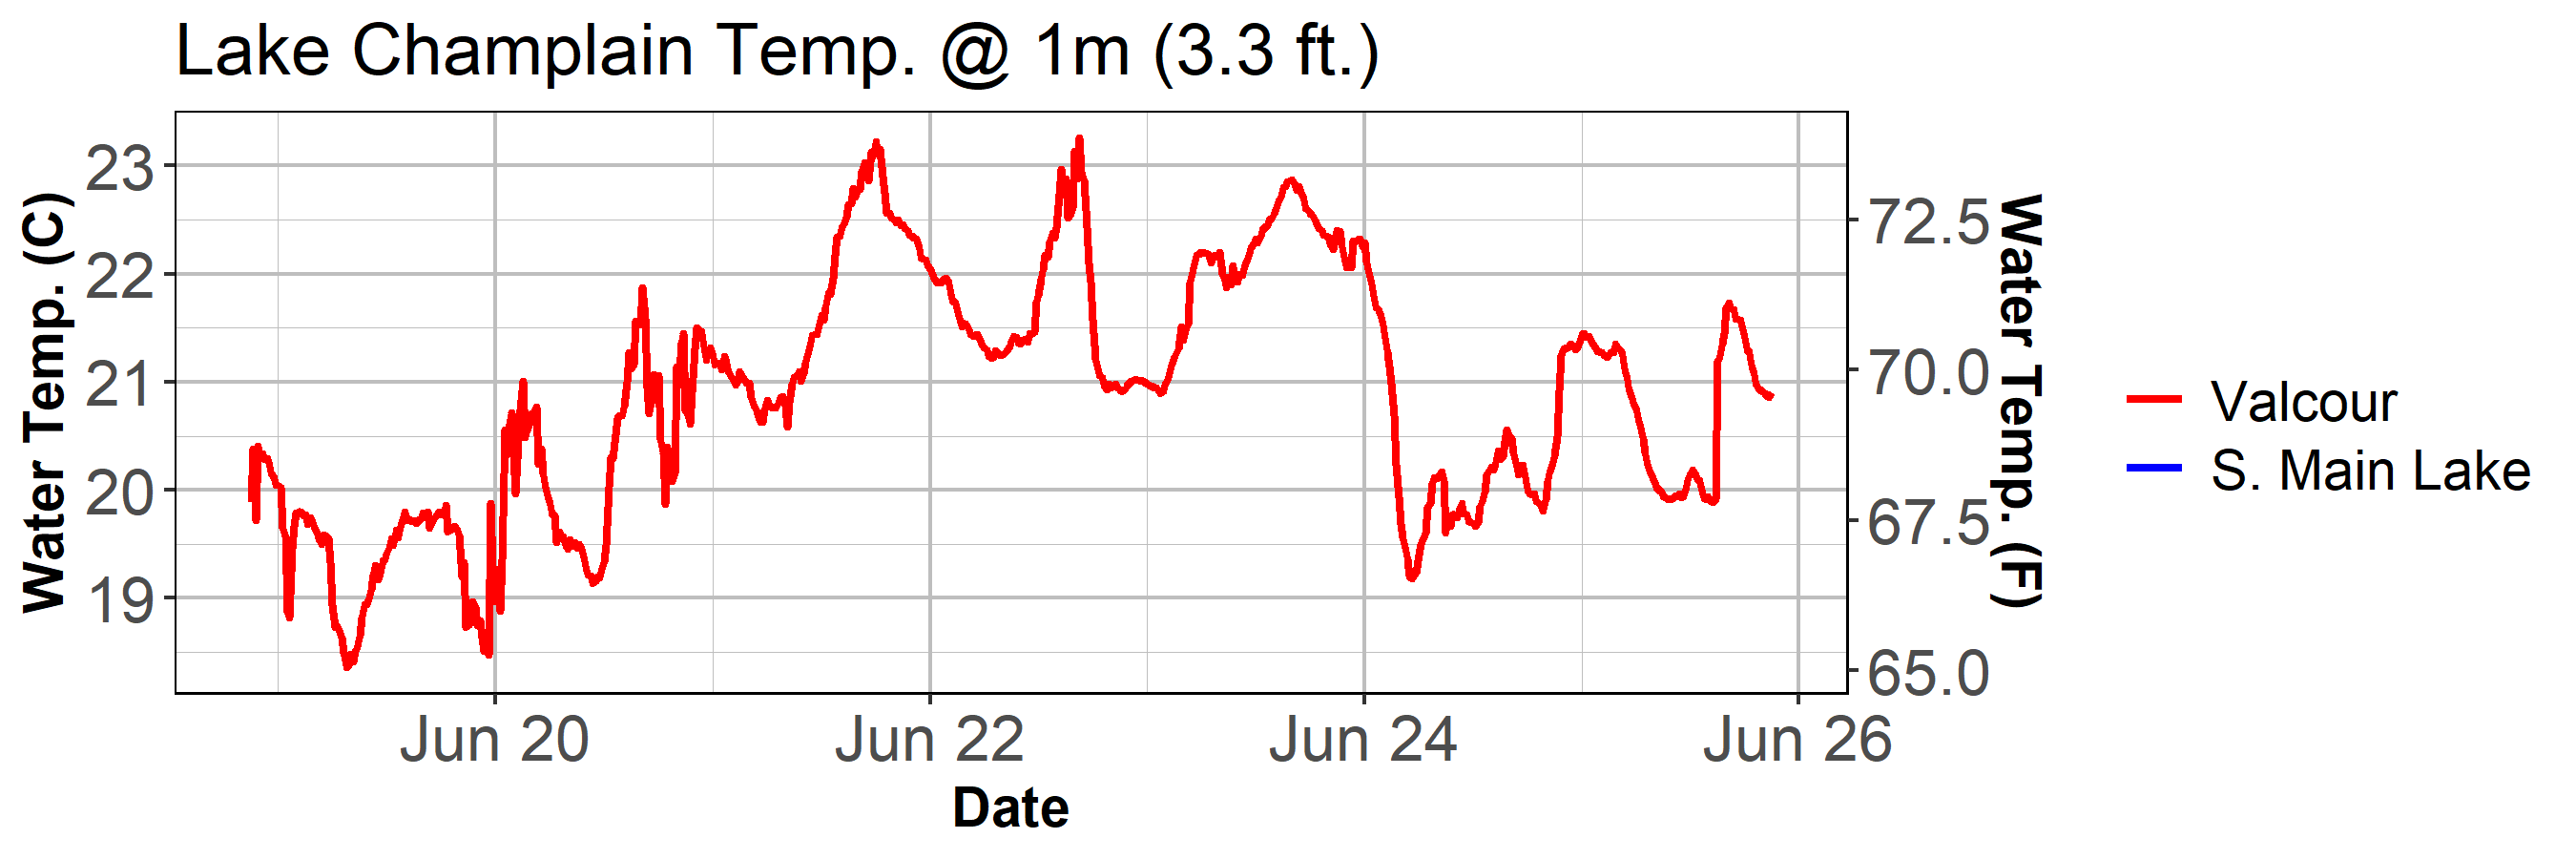 Lake Champlain Temp. @ 1m (3.3 ft.)
Water Temp. (C)
23
22
21
20
19
72.5
70.0
67.5
65.0
Water Temp. (F)
Jun 20
Jun 22
Jun 24
Jun 26
Date
Valcour
S. Main Lake